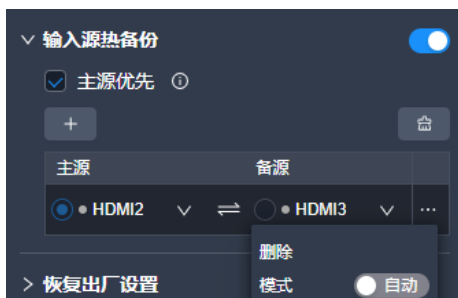 输入源热备份
主源优先
主源 备源
HDMI2 HDMI3
删除
恢复出厂设置 模式 自动